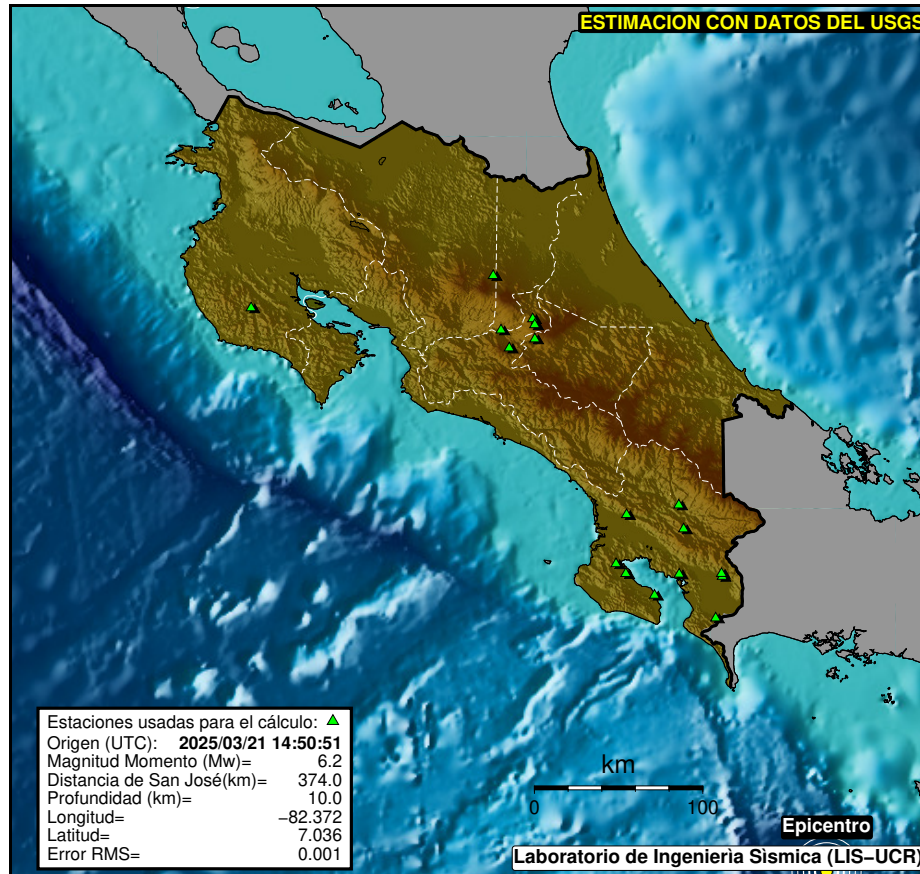 ESTIMACION CON DATOS DEL USGS
Estaciones usadas para el cálculo:
Origen (UTC): 2025/03/21 14:50:51
Magnitud Momento (Mw)= 6.2
Distancia de San José(km)= 374.0
Profundidad (km)= 10.0
Longitud= −82.372
Latitud= 7.036
Error RMS= 0.001
km
0 100
Epicentro
Laboratorio de Ingenierìa Sìsmica (LIS−UCR)